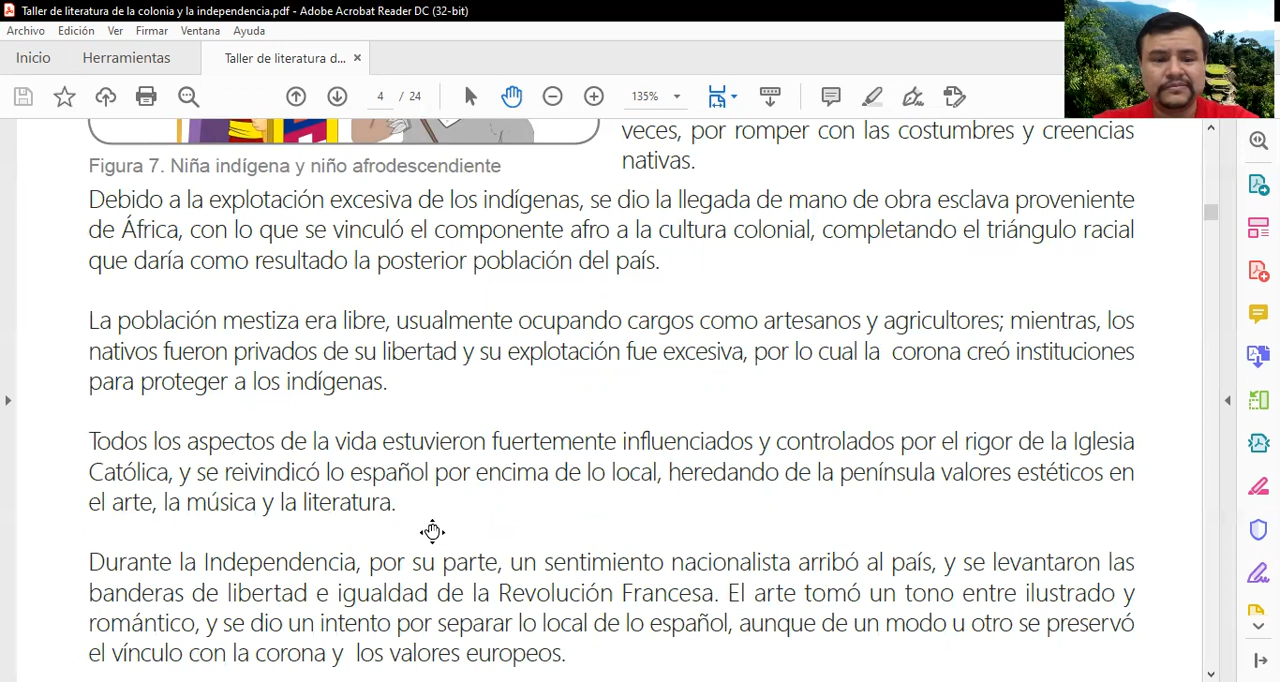 Taller de literatura de la colonia y la independencia.pdf - Adobe Acrobat Reader DC (32-bit)
Archivo Edición Ver Firmar Ventana Ayuda
Inicio Herramientas Taller de literatura d... ×
4 / 24 135%
veces, por romper con las costumbres y creencias
nativas.
Figura 7. Niña indígena y niño afrodescendiente
Debido a la explotación excesiva de los indígenas, se dio la llegada de mano de obra esclava proveniente
de África, con lo que se vinculó el componente afro a la cultura colonial, completando el triángulo racial
que daría como resultado la posterior población del país.
La población mestiza era libre, usualmente ocupando cargos como artesanos y agricultores; mientras, los
nativos fueron privados de su libertad y su explotación fue excesiva, por lo cual la corona creó instituciones
para proteger a los indígenas.
Todos los aspectos de la vida estuvieron fuertemente influenciados y controlados por el rigor de la Iglesia
Católica, y se reivindicó lo español por encima de lo local, heredando de la península valores estéticos en
el arte, la música y la literatura.
Durante la Independencia, por su parte, un sentimiento nacionalista arribó al país, y se levantaron las
banderas de libertad e igualdad de la Revolución Francesa. El arte tomó un tono entre ilustrado y
romántico, y se dio un intento por separar lo local de lo español, aunque de un modo u otro se preservó
el vínculo con la corona y los valores europeos.